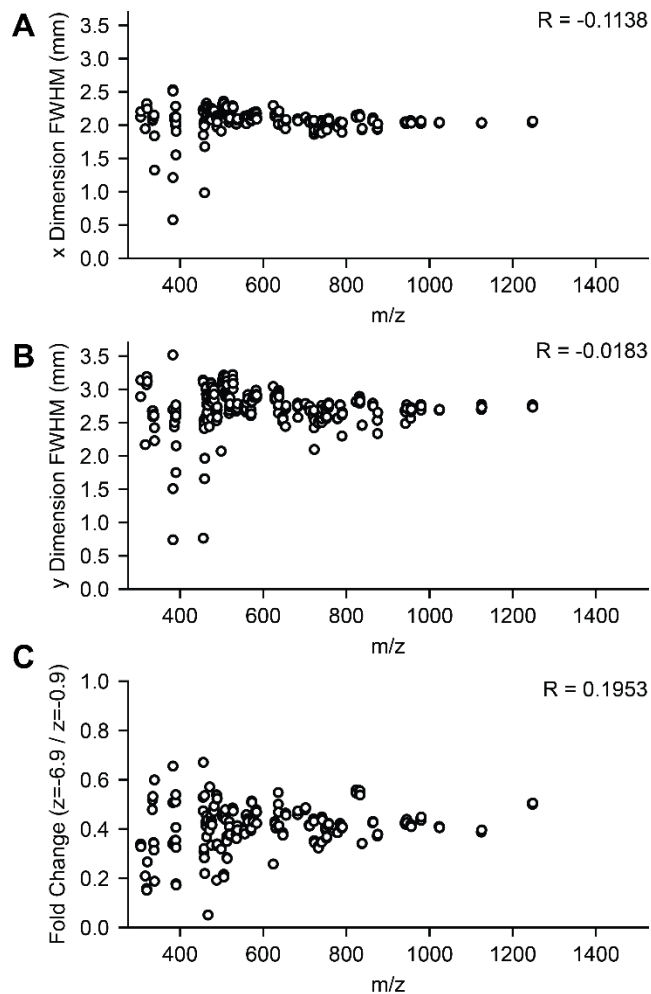 A
R = -0.1138
x Dimension FWHM (mm)
3.5
3.0
2.5
2.0
1.5
1.0
0.5
0.0
400 600 800 1000 1200 1400
m/z
B
R = -0.0183
y Dimension FWHM (mm)
3.5
3.0
2.5
2.0
1.5
1.0
0.5
0.0
400 600 800 1000 1200 1400
m/z
C
R = 0.1953
Fold Change (z=-6.9 / z=-0.9)
1.0
0.8
0.6
0.4
0.2
0.0
400 600 800 1000 1200 1400
m/z